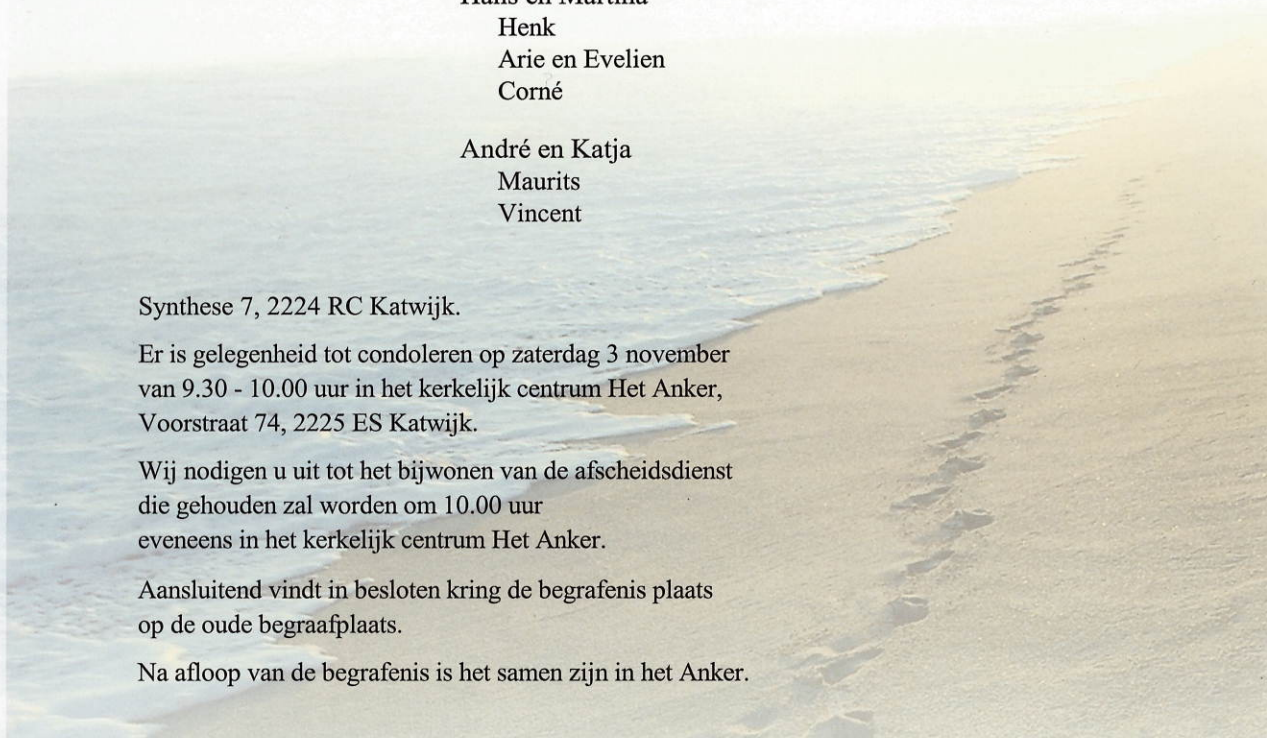 Hans en Martina
Henk
Arie en Evelien
Corné
André en Katja
Maurits
Vincent
Synthese 7, 2224 RC Katwijk.
Er is gelegenheid tot condoleren op zaterdag 3 november
van 9.30 - 10.00 uur in het kerkelijk centrum Het Anker,
Voorstraat 74, 2225 ES Katwijk.
Wij nodigen u uit tot het bijwonen van de afscheidsdienst
die gehouden zal worden om 10.00 uur
eveneens in het kerkelijk centrum Het Anker.
Aansluitend vindt in besloten kring de begrafenis plaats
op de oude begraafplaats.
Na afloop van de begrafenis is het samen zijn in het Anker.